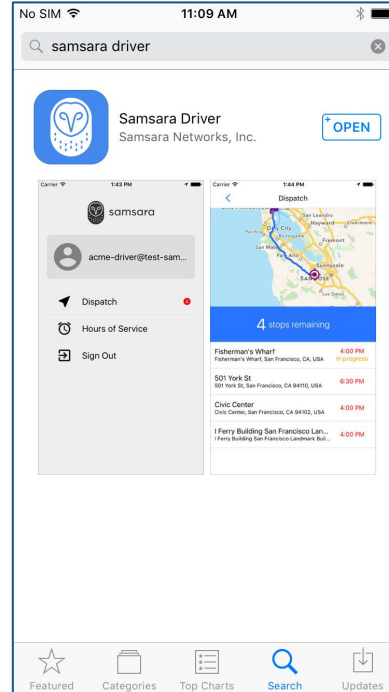 No SIM 11:09 AM
samsara driver
Samsara Driver
Samsara Networks, Inc.
+ OPEN
Carrier 1:43 PM
samsara
acme-driver@test-sam...
Dispatch
Hours of Service
Sign Out
Carrier 1:44 PM
Dispatch
San Leandro
Hayward
Livermore
Daly City
Pacifica
Burlingame
Fremont
San Mateo
Palo Alto
Sunnyvale
SAN JOSE
Los Gatos
4 stops remaining
Fisherman's Wharf 4:00 PM
Fisherman's Wharf, San Francisco, CA, USA in progress
501 York St 6:30 PM
501 York St, San Francisco, CA 94110, USA
Civic Center 4:00 PM
Civic Center, San Francisco, CA 94102, USA
I Ferry Building San Francisco Lan... 4:00 PM
I Ferry Building San Francisco Landmark Buil...
Featured Categories Top Charts Search Updates